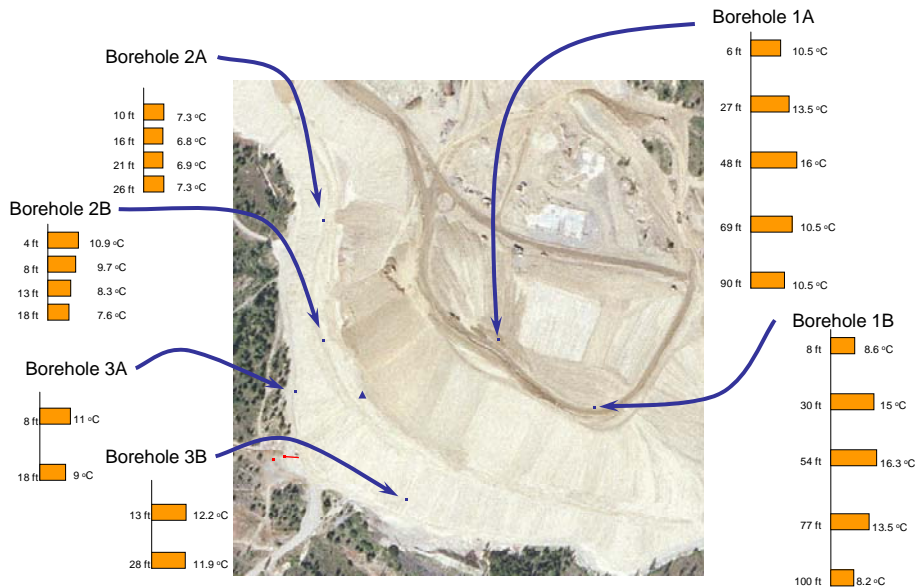 Borehole 1A
6 ft 10.5 °C
27 ft 13.5 °C
48 ft 16 °C
69 ft 10.5 °C
90 ft 10.5 °C
Borehole 2A
10 ft 7.3 °C
16 ft 6.8 °C
21 ft 6.9 °C
26 ft 7.3 °C
Borehole 2B
4 ft 10.9 °C
8 ft 9.7 °C
13 ft 8.3 °C
18 ft 7.6 °C
Borehole 1B
8 ft 8.6 °C
30 ft 15 °C
54 ft 16.3 °C
77 ft 13.5 °C
100 ft 8.2 °C
Borehole 3A
8 ft 11 °C
18 ft 9 °C
Borehole 3B
13 ft 12.2 °C
28 ft 11.9 °C